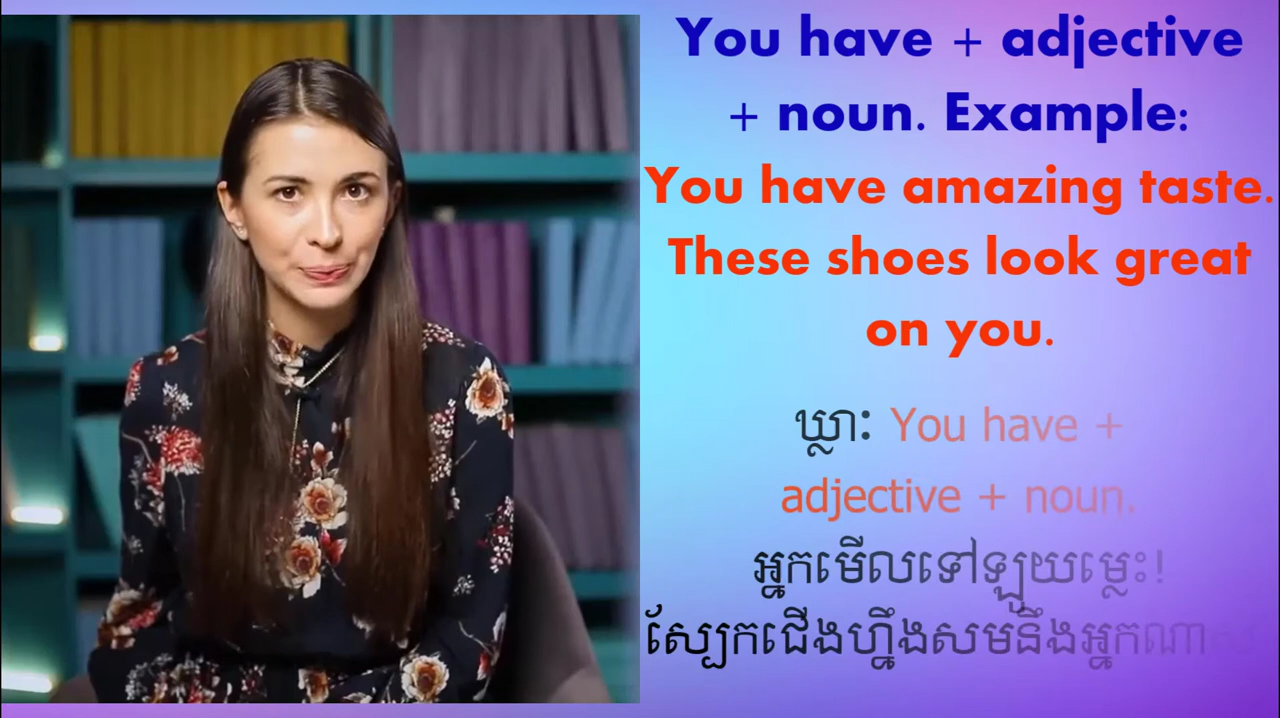 You have + adjective
+ noun. Example:
You have amazing taste.
These shoes look great
on you.
ឃ្លា: You have +
adjective + noun.
អ្នកមើលទៅឡូយម្លេះ!
ស្បែកជើងហ្នឹងសមនឹងអ្នកណាស់